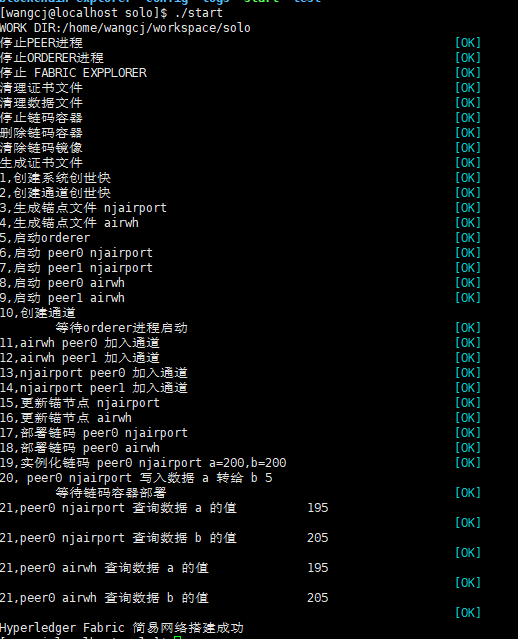 [wangcj@localhost solo]$ ./start
WORK DIR:/home/wangcj/workspace/solo
停止PEER进程 [OK]
停止ORDERER进程 [OK]
停止 FABRIC EXPPLORER [OK]
清理证书文件 [OK]
清理数据文件 [OK]
停止链码容器 [OK]
删除链码容器 [OK]
清除链码镜像 [OK]
生成证书文件 [OK]
1,创建系统创世快 [OK]
2,创建通道创世快 [OK]
3,生成锚点文件 njairport [OK]
4,生成锚点文件 airwh [OK]
5,启动orderer [OK]
6,启动 peer0 njairport [OK]
7,启动 peer1 njairport [OK]
8,启动 peer0 airwh [OK]
9,启动 peer1 airwh [OK]
10,创建通道
等待orderer进程启动 [OK]
11,airwh peer0 加入通道 [OK]
12,airwh peer1 加入通道 [OK]
13,njairport peer0 加入通道 [OK]
14,njairport peer1 加入通道 [OK]
15,更新锚节点 njairport [OK]
16,更新锚节点 airwh [OK]
17,部署链码 peer0 njairport [OK]
18,部署链码 peer0 airwh [OK]
19,实例化链码 peer0 njairport a=200,b=200 [OK]
20, peer0 njairport 写入数据 a 转给 b 5
等待链码容器部署 [OK]
21,peer0 njairport 查询数据 a 的值 195
[OK]
21,peer0 njairport 查询数据 b 的值 205
[OK]
21,peer0 airwh 查询数据 a 的值 195
[OK]
21,peer0 airwh 查询数据 b 的值 205
[OK]
Hyperledger Fabric 简易网络搭建成功